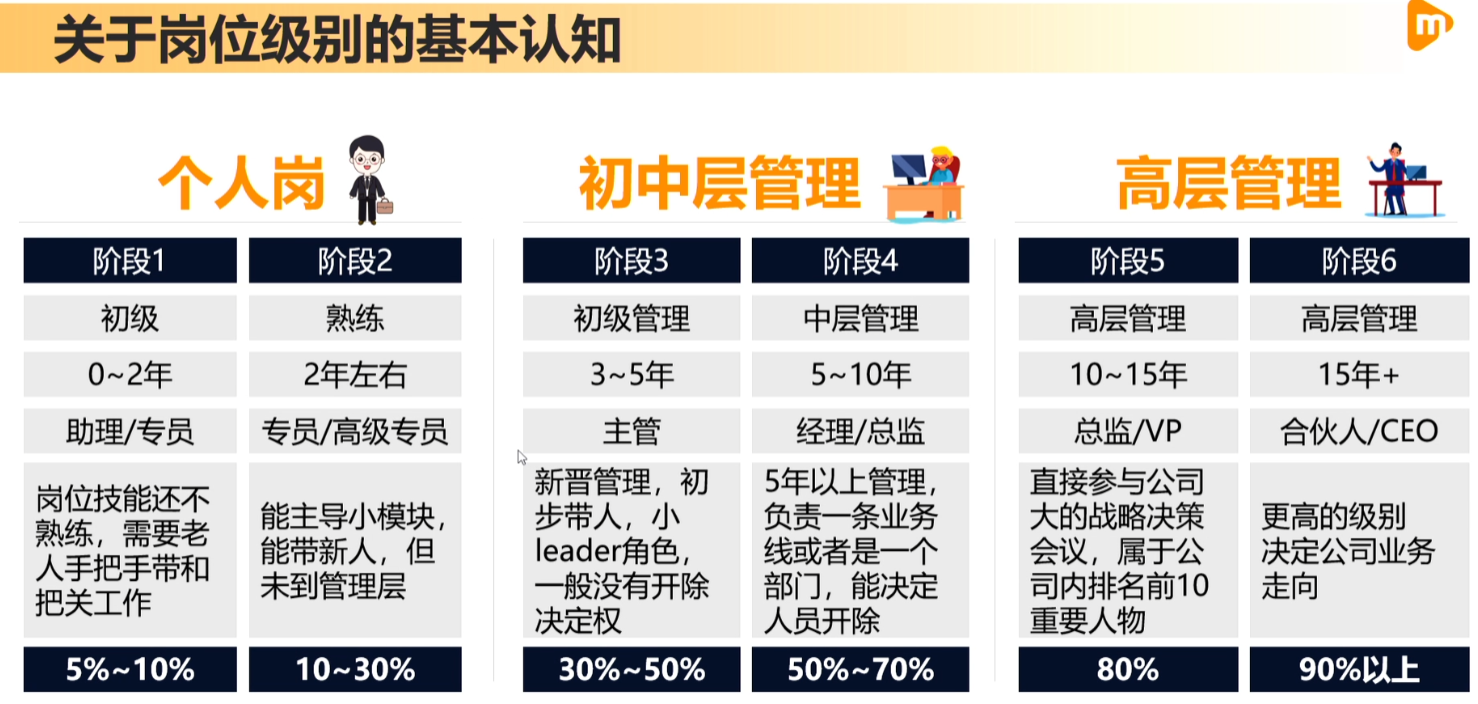 关于岗位级别的基本认知
m
个人岗
初中层管理
高层管理
阶段1
阶段2
阶段3
阶段4
阶段5
阶段6
初级
熟练
初级管理
中层管理
高层管理
高层管理
0~2年
2年左右
3~5年
5~10年
10~15年
15年+
助理/专员
专员/高级专员
主管
经理/总监
总监/VP
合伙人/CEO
岗位技能还不
熟练，需要老
人手把手带和
把关工作
能主导小模块，
能带新人，但
未到管理层
新晋管理，初
步带人，小
leader角色，
一般没有开除
决定权
5年以上管理，
负责一条业务
线或者是一个
部门，能决定
人员开除
直接参与公司
大的战略决策
会议，属于公
司内排名前10
重要人物
更高的级别
决定公司业务
走向
5%~10%
10~30%
30%~50%
50%~70%
80%
90%以上